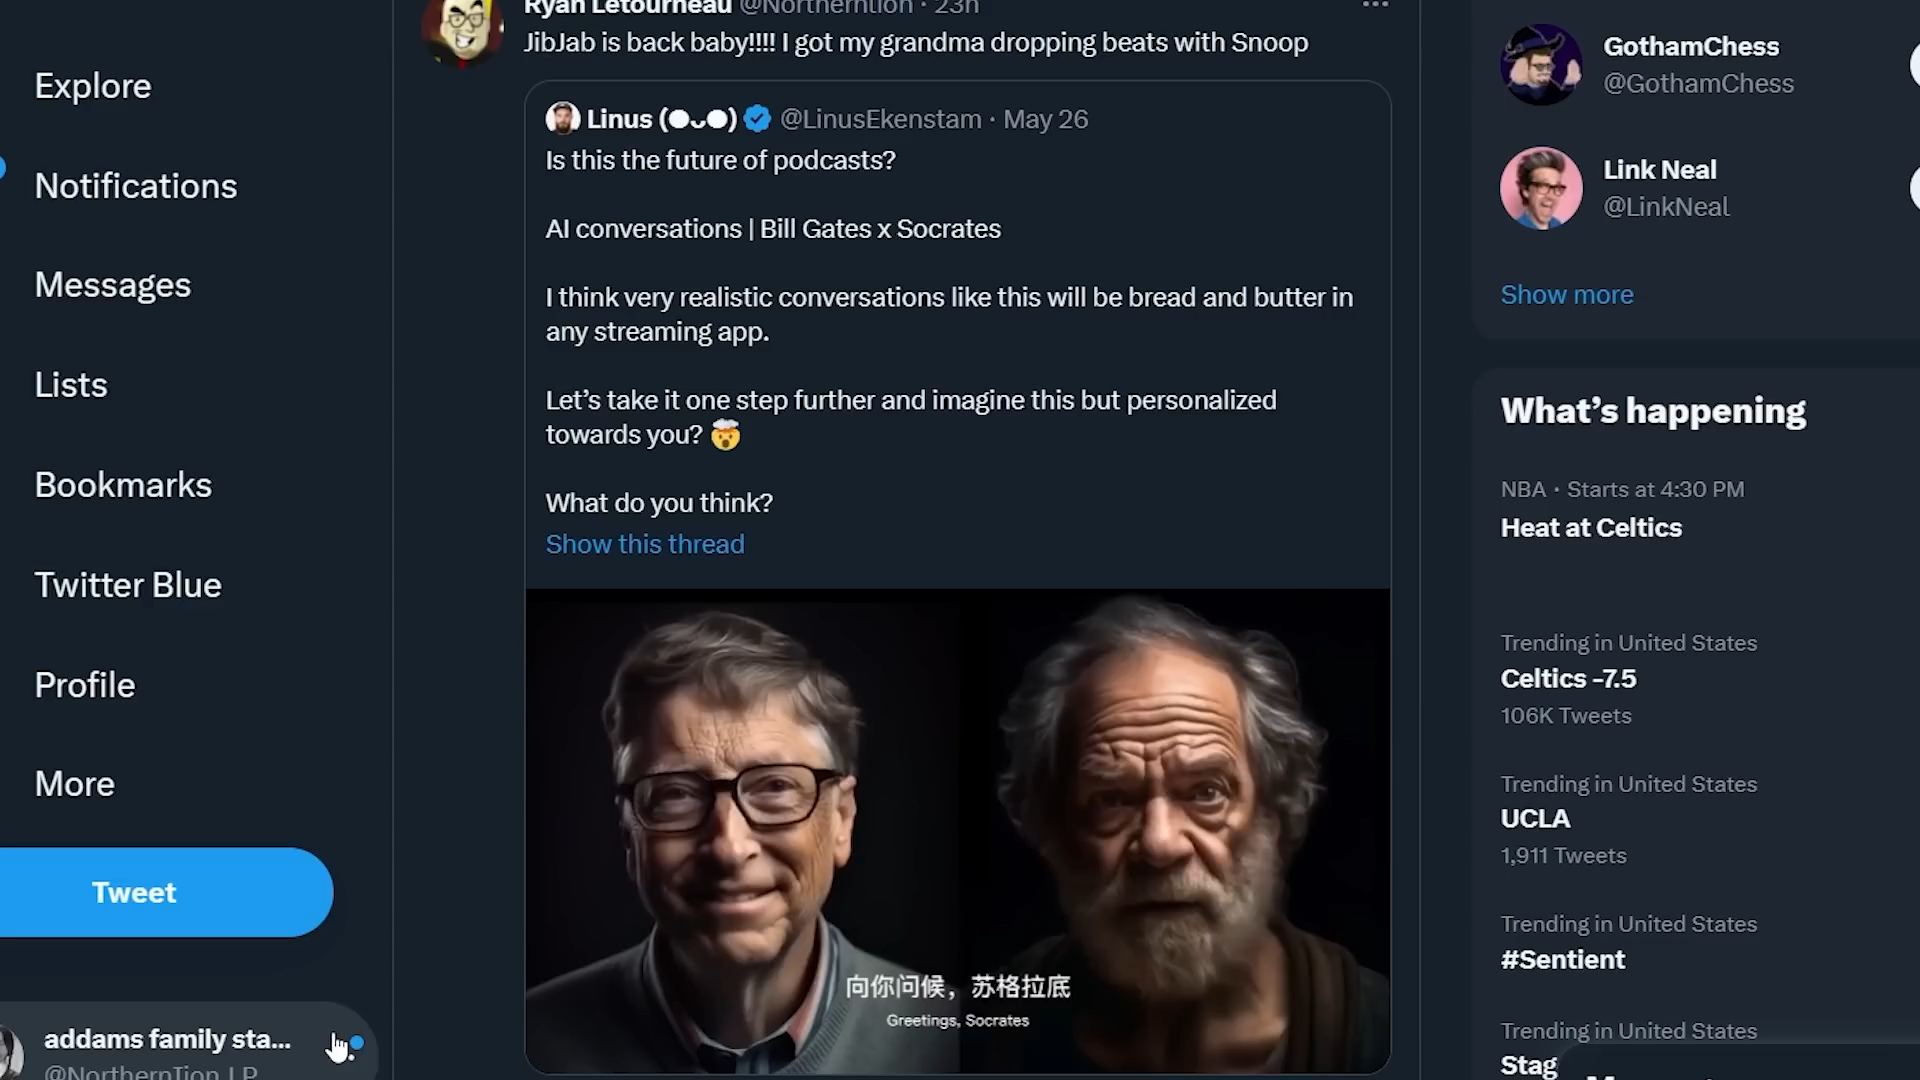 Explore
Notifications
Messages
Lists
Bookmarks
Twitter Blue
Profile
More
Tweet
addams family sta...
Ryan Letourneau @NorthernIion · 23h
JibJab is back baby!!!! I got my grandma dropping beats with Snoop
Linus (●ᴗ●) @LinusEkenstam · May 26
Is this the future of podcasts?
AI conversations | Bill Gates x Socrates
I think very realistic conversations like this will be bread and butter in
any streaming app.
Let’s take it one step further and imagine this but personalized
towards you? 🤯
What do you think?
Show this thread
向你问候，苏格拉底
Greetings, Socrates
GothamChess
@GothamChess
Link Neal
@LinkNeal
Show more
What’s happening
NBA · Starts at 4:30 PM
Heat at Celtics
Trending in United States
Celtics -7.5
106K Tweets
Trending in United States
UCLA
1,911 Tweets
Trending in United States
#Sentient
Trending in United States
Stag